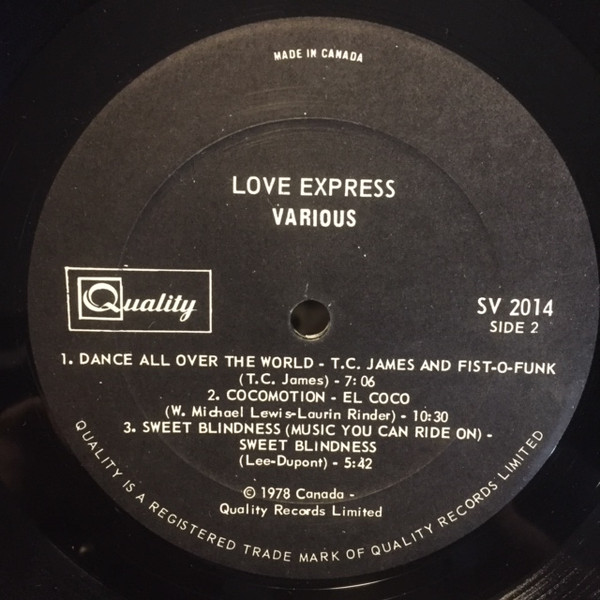 MADE IN CANADA
LOVE EXPRESS
VARIOUS
Quality
SV 2014
SIDE 2
1. DANCE ALL OVER THE WORLD - T.C. JAMES AND FIST-O-FUNK
(T.C. James) - 7:06
2. COCOMOTION - EL COCO
(W. Michael Lewis-Laurin Rinder) - 10:30
3. SWEET BLINDNESS (MUSIC YOU CAN RIDE ON) -
SWEET BLINDNESS
(Lee-Dupont) - 5:42
© 1978 Canada -
Quality Records Limited
QUALITY IS A REGISTERED TRADE MARK OF QUALITY RECORDS LIMITED